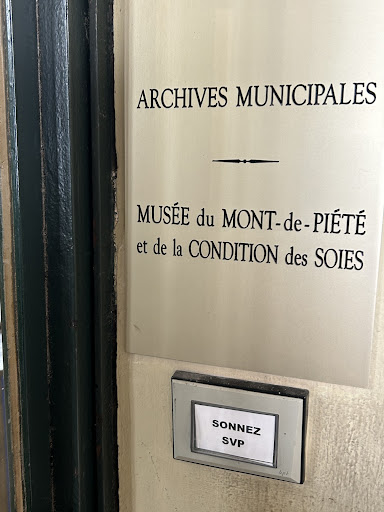 ARCHIVES MUNICIPALES
MUSÉE du MONT-de-PIÉTÉ
et de la CONDITION des SOIES
SONNEZ
SVP